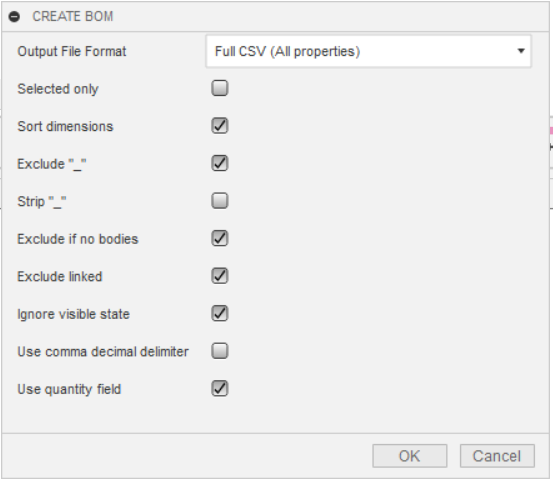 CREATE BOM
Output File Format Full CSV (All properties)
Selected only
Sort dimensions
Exclude "_"
Strip "_"
Exclude if no bodies
Exclude linked
Ignore visible state
Use comma decimal delimiter
Use quantity field
OK Cancel